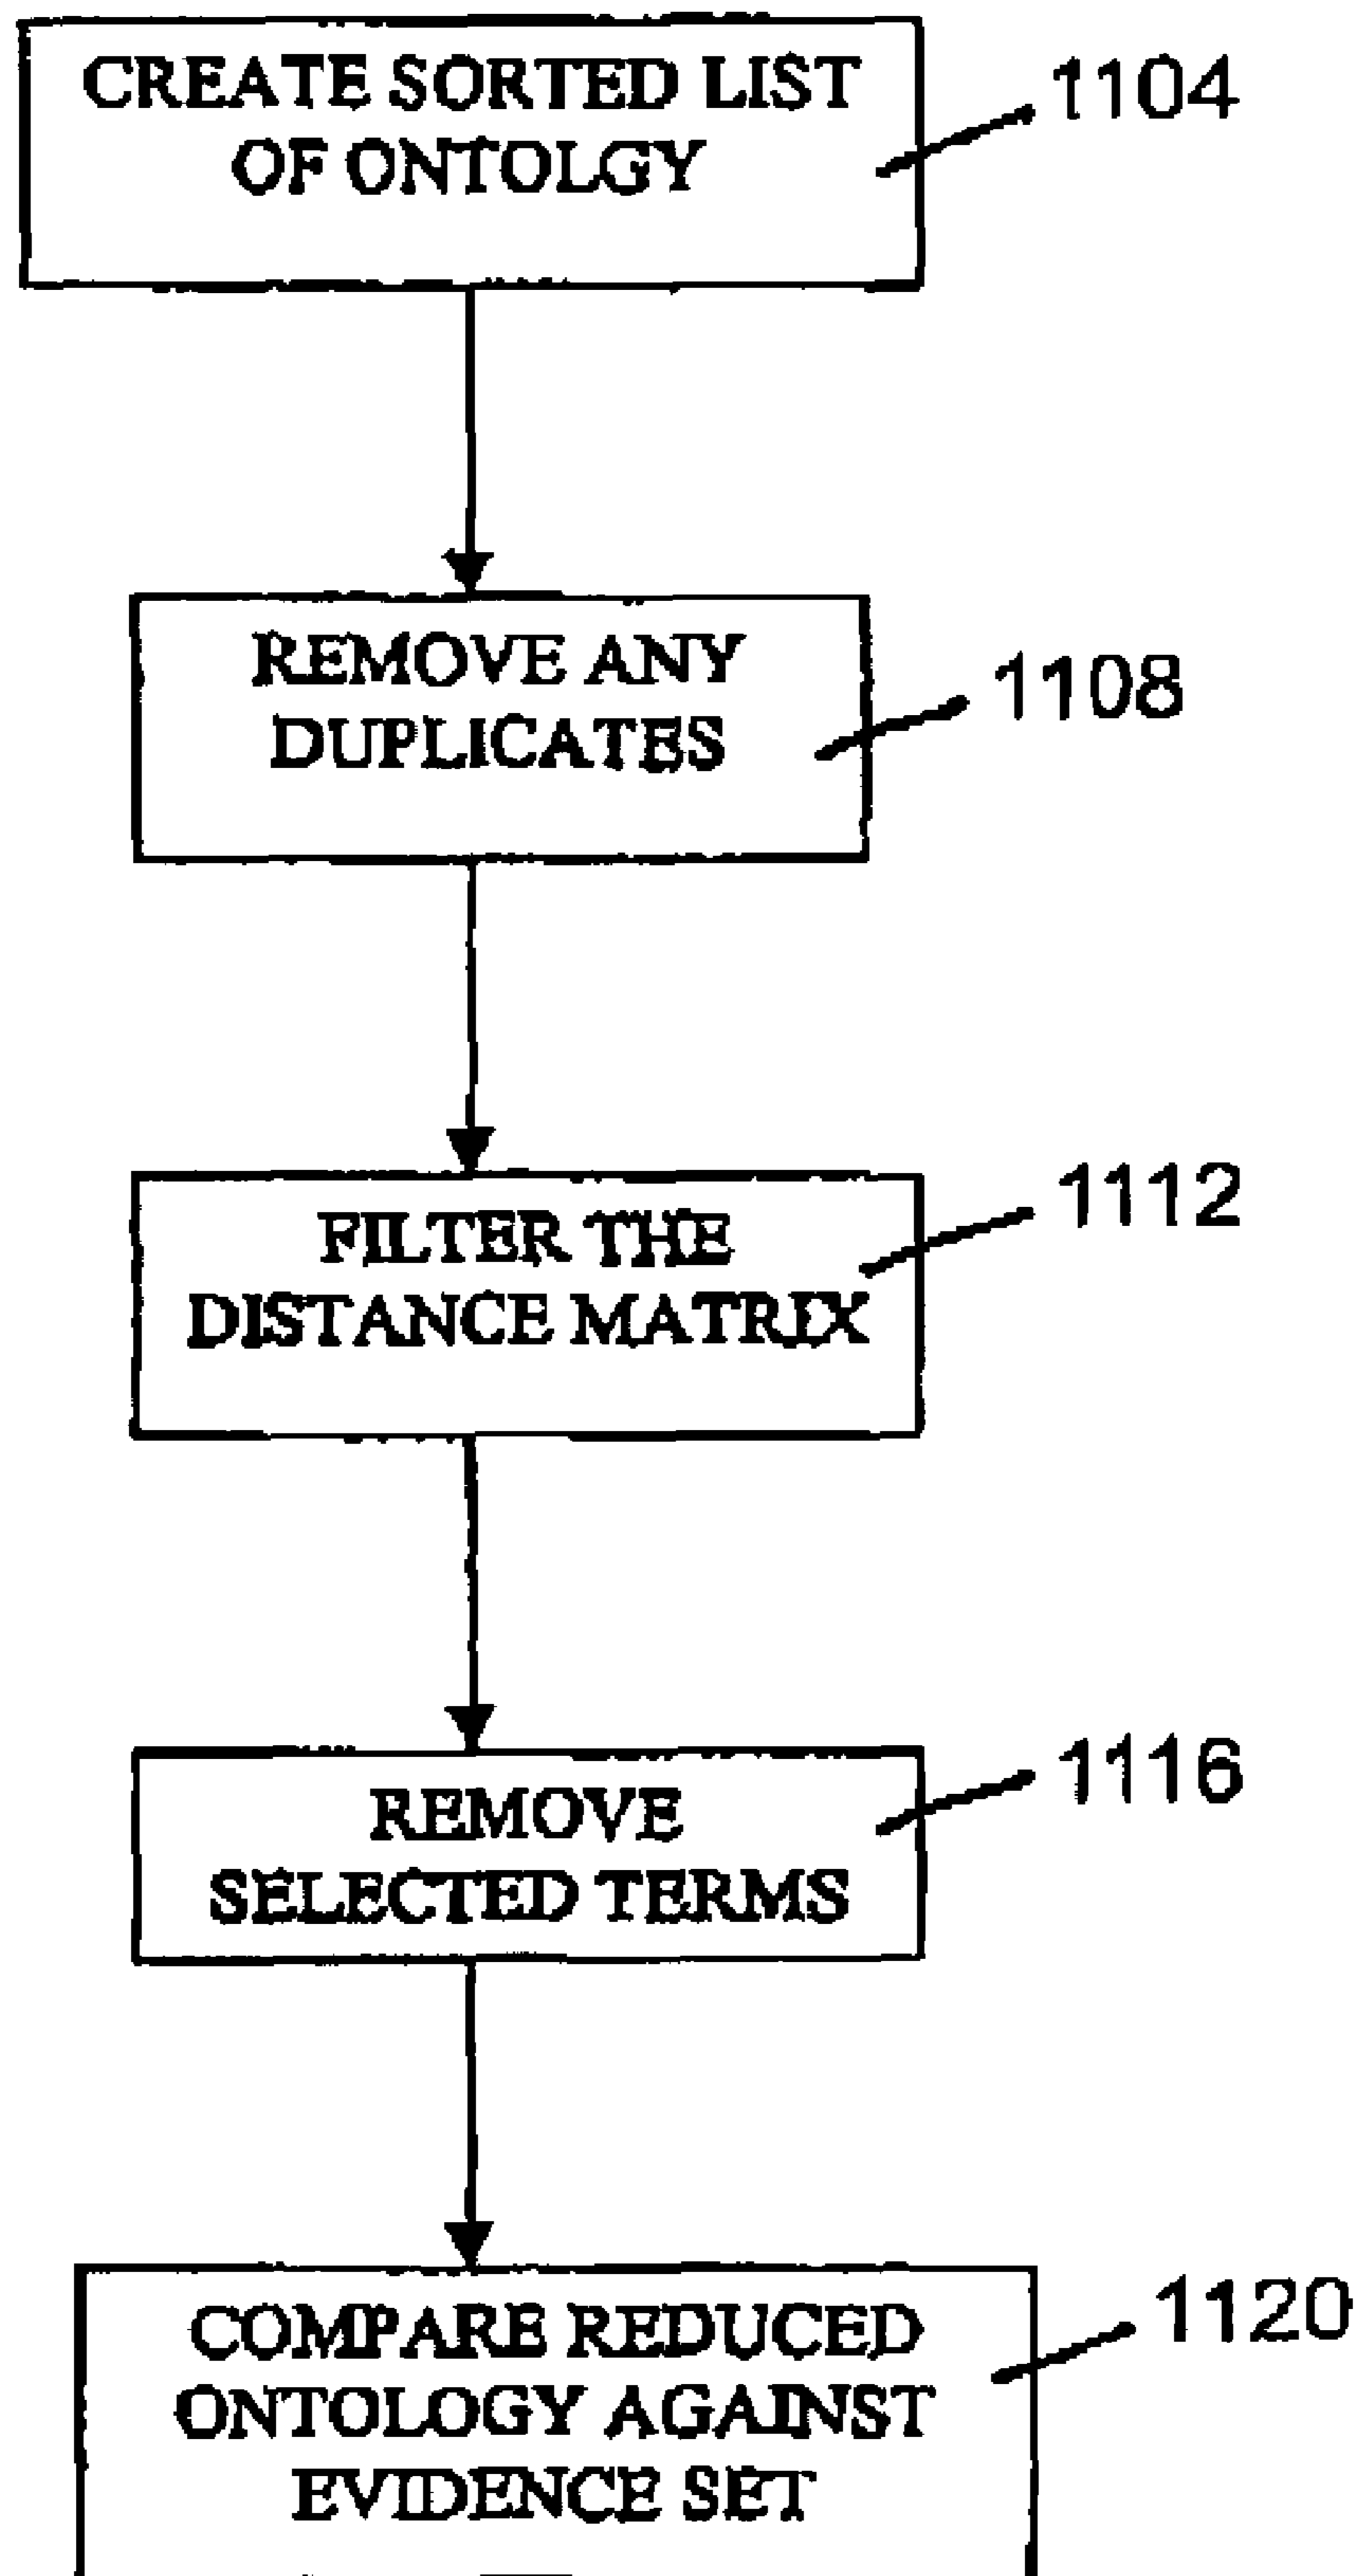 CREATE SORTED LIST
OF ONTOLGY
1104
REMOVE ANY
DUPLICATES
1108
FILTER THE
DISTANCE MATRIX
1112
REMOVE
SELECTED TERMS
1116
COMPARE REDUCED
ONTOLOGY AGAINST
EVIDENCE SET
1120